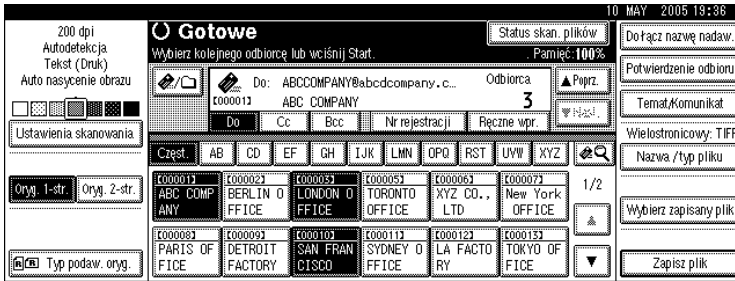 10 MAY 2005 19:36
200 dpi
Autodetekcja
Tekst (Druk)
Auto nasycenie obrazu
Ustawienia skanowania
Oryg. 1-str.
Oryg. 2-str.
Typ podaw. oryg.
Gotowe
Status skan. plików
Wybierz kolejnego odbiorcę lub wciśnij Start.
. Pamięć:100%
Do:
ABCCOMPANY@abcdcompany.c...
Odbiorca
[00001]
ABC COMPANY
3
▲Poprz.
▼Nast.
Do
Cc
Bcc
Nr rejestracji
Ręczne wpr.
Częst.
AB
CD
EF
GH
IJK
LMN
OPQ
RST
UVW
XYZ
[00001]
ABC COMP
ANY
[00002]
BERLIN O
FFICE
[00003]
LONDON O
FFICE
[00005]
TORONTO
OFFICE
[00006]
XYZ CO.,
LTD
[00007]
New York
OFFICE
1/2
[00008]
PARIS OF
FICE
[00009]
DETROIT
FACTORY
[00010]
SAN FRAN
CISCO
[00011]
SYDNEY O
FFICE
[00012]
LA FACTO
RY
[00013]
TOKYO OF
FICE
Dołącz nazwę nadaw.
Potwierdzenie odbioru
Temat/Komunikat
Wielostronicowy: TIFF
Nazwa /typ pliku
Wybierz zapisany plik
Zapisz plik